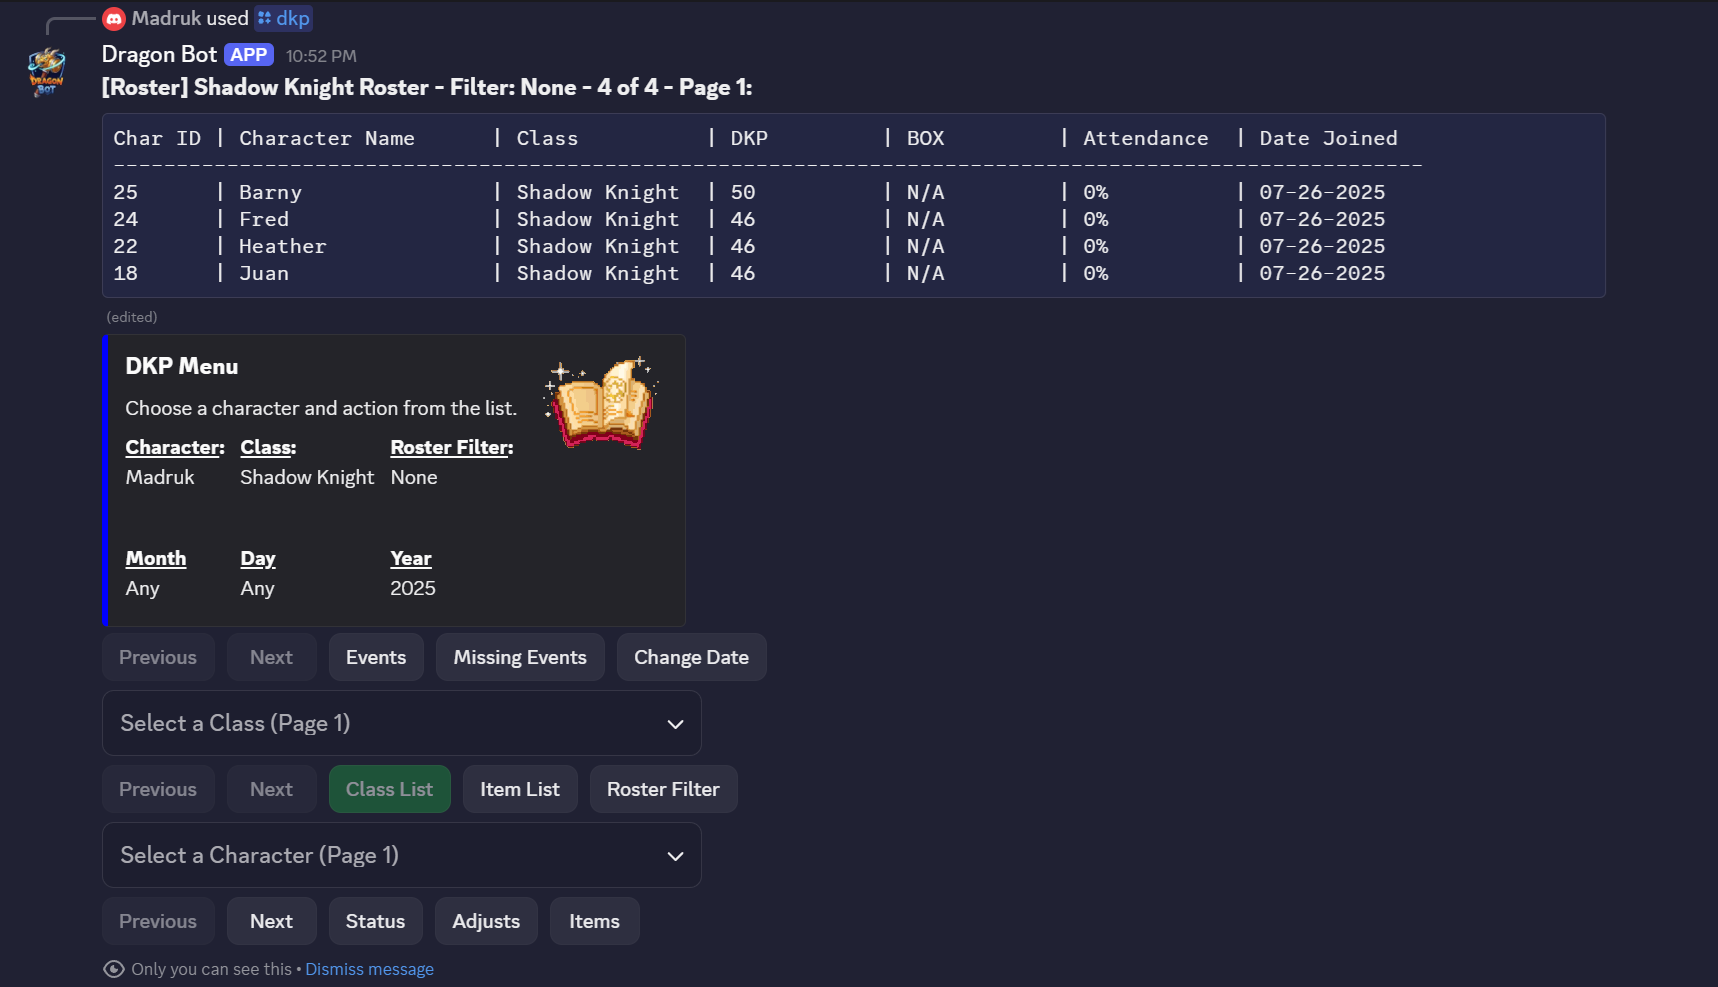 Madruk used dkp
DRAGON BOT
Dragon Bot APP 10:52 PM
[Roster] Shadow Knight Roster - Filter: None - 4 of 4 - Page 1:
Char ID | Character Name | Class | DKP | BOX | Attendance | Date Joined
--------------------------------------------------------------------------------------------------------
25 | Barny | Shadow Knight | 50 | N/A | 0% | 07-26-2025
24 | Fred | Shadow Knight | 46 | N/A | 0% | 07-26-2025
22 | Heather | Shadow Knight | 46 | N/A | 0% | 07-26-2025
18 | Juan | Shadow Knight | 46 | N/A | 0% | 07-26-2025
(edited)
DKP Menu
Choose a character and action from the list.
Character: Class: Roster Filter:
Madruk Shadow Knight None
Month Day Year
Any Any 2025
Previous Next Events Missing Events Change Date
Select a Class (Page 1)
Previous Next Class List Item List Roster Filter
Select a Character (Page 1)
Previous Next Status Adjusts Items
Only you can see this • Dismiss message